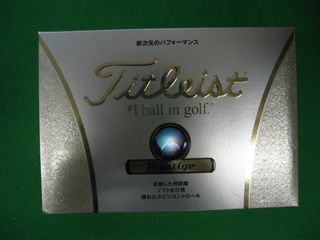 新次元のパフォーマンス
Titleist®
#1 ball in golf.®
Prestige
卓越した飛距離
ソフトな打感
優れたスピンコントロール